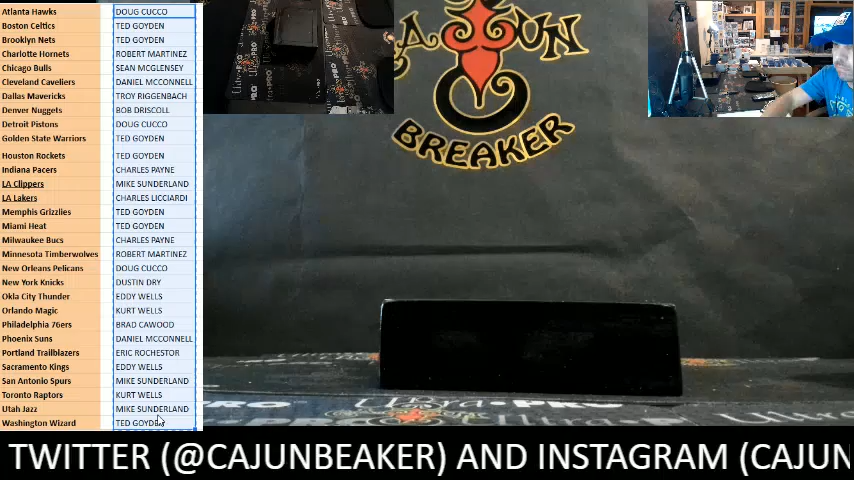 Atlanta Hawks DOUG CUCCO
Boston Celtics TED GOYDEN
Brooklyn Nets TED GOYDEN
Charlotte Hornets ROBERT MARTINEZ
Chicago Bulls SEAN MCGLENSEY
Cleveland Caveliers DANIEL MCCONNELL
Dallas Mavericks TROY RIGGENBACH
Denver Nuggets BOB DRISCOLL
Detroit Pistons DOUG CUCCO
Golden State Warriors TED GOYDEN
Houston Rockets TED GOYDEN
Indiana Pacers CHARLES PAYNE
LA Clippers MIKE SUNDERLAND
LA Lakers CHARLES LICCIARDI
Memphis Grizzlies TED GOYDEN
Miami Heat TED GOYDEN
Milwaukee Bucs CHARLES PAYNE
Minnesota Timberwolves ROBERT MARTINEZ
New Orleans Pelicans DOUG CUCCO
New York Knicks DUSTIN DRY
Okla City Thunder EDDY WELLS
Orlando Magic KURT WELLS
Philadelphia 76ers BRAD CAWOOD
Phoenix Suns DANIEL MCCONNELL
Portland Trailblazers ERIC ROCHESTOR
Sacramento Kings EDDY WELLS
San Antonio Spurs MIKE SUNDERLAND
Toronto Raptors KURT WELLS
Utah Jazz MIKE SUNDERLAND
Washington Wizard TED GOYDEN
BREAKER
TWITTER (@CAJUNBEAKER) AND INSTAGRAM (CAJUN